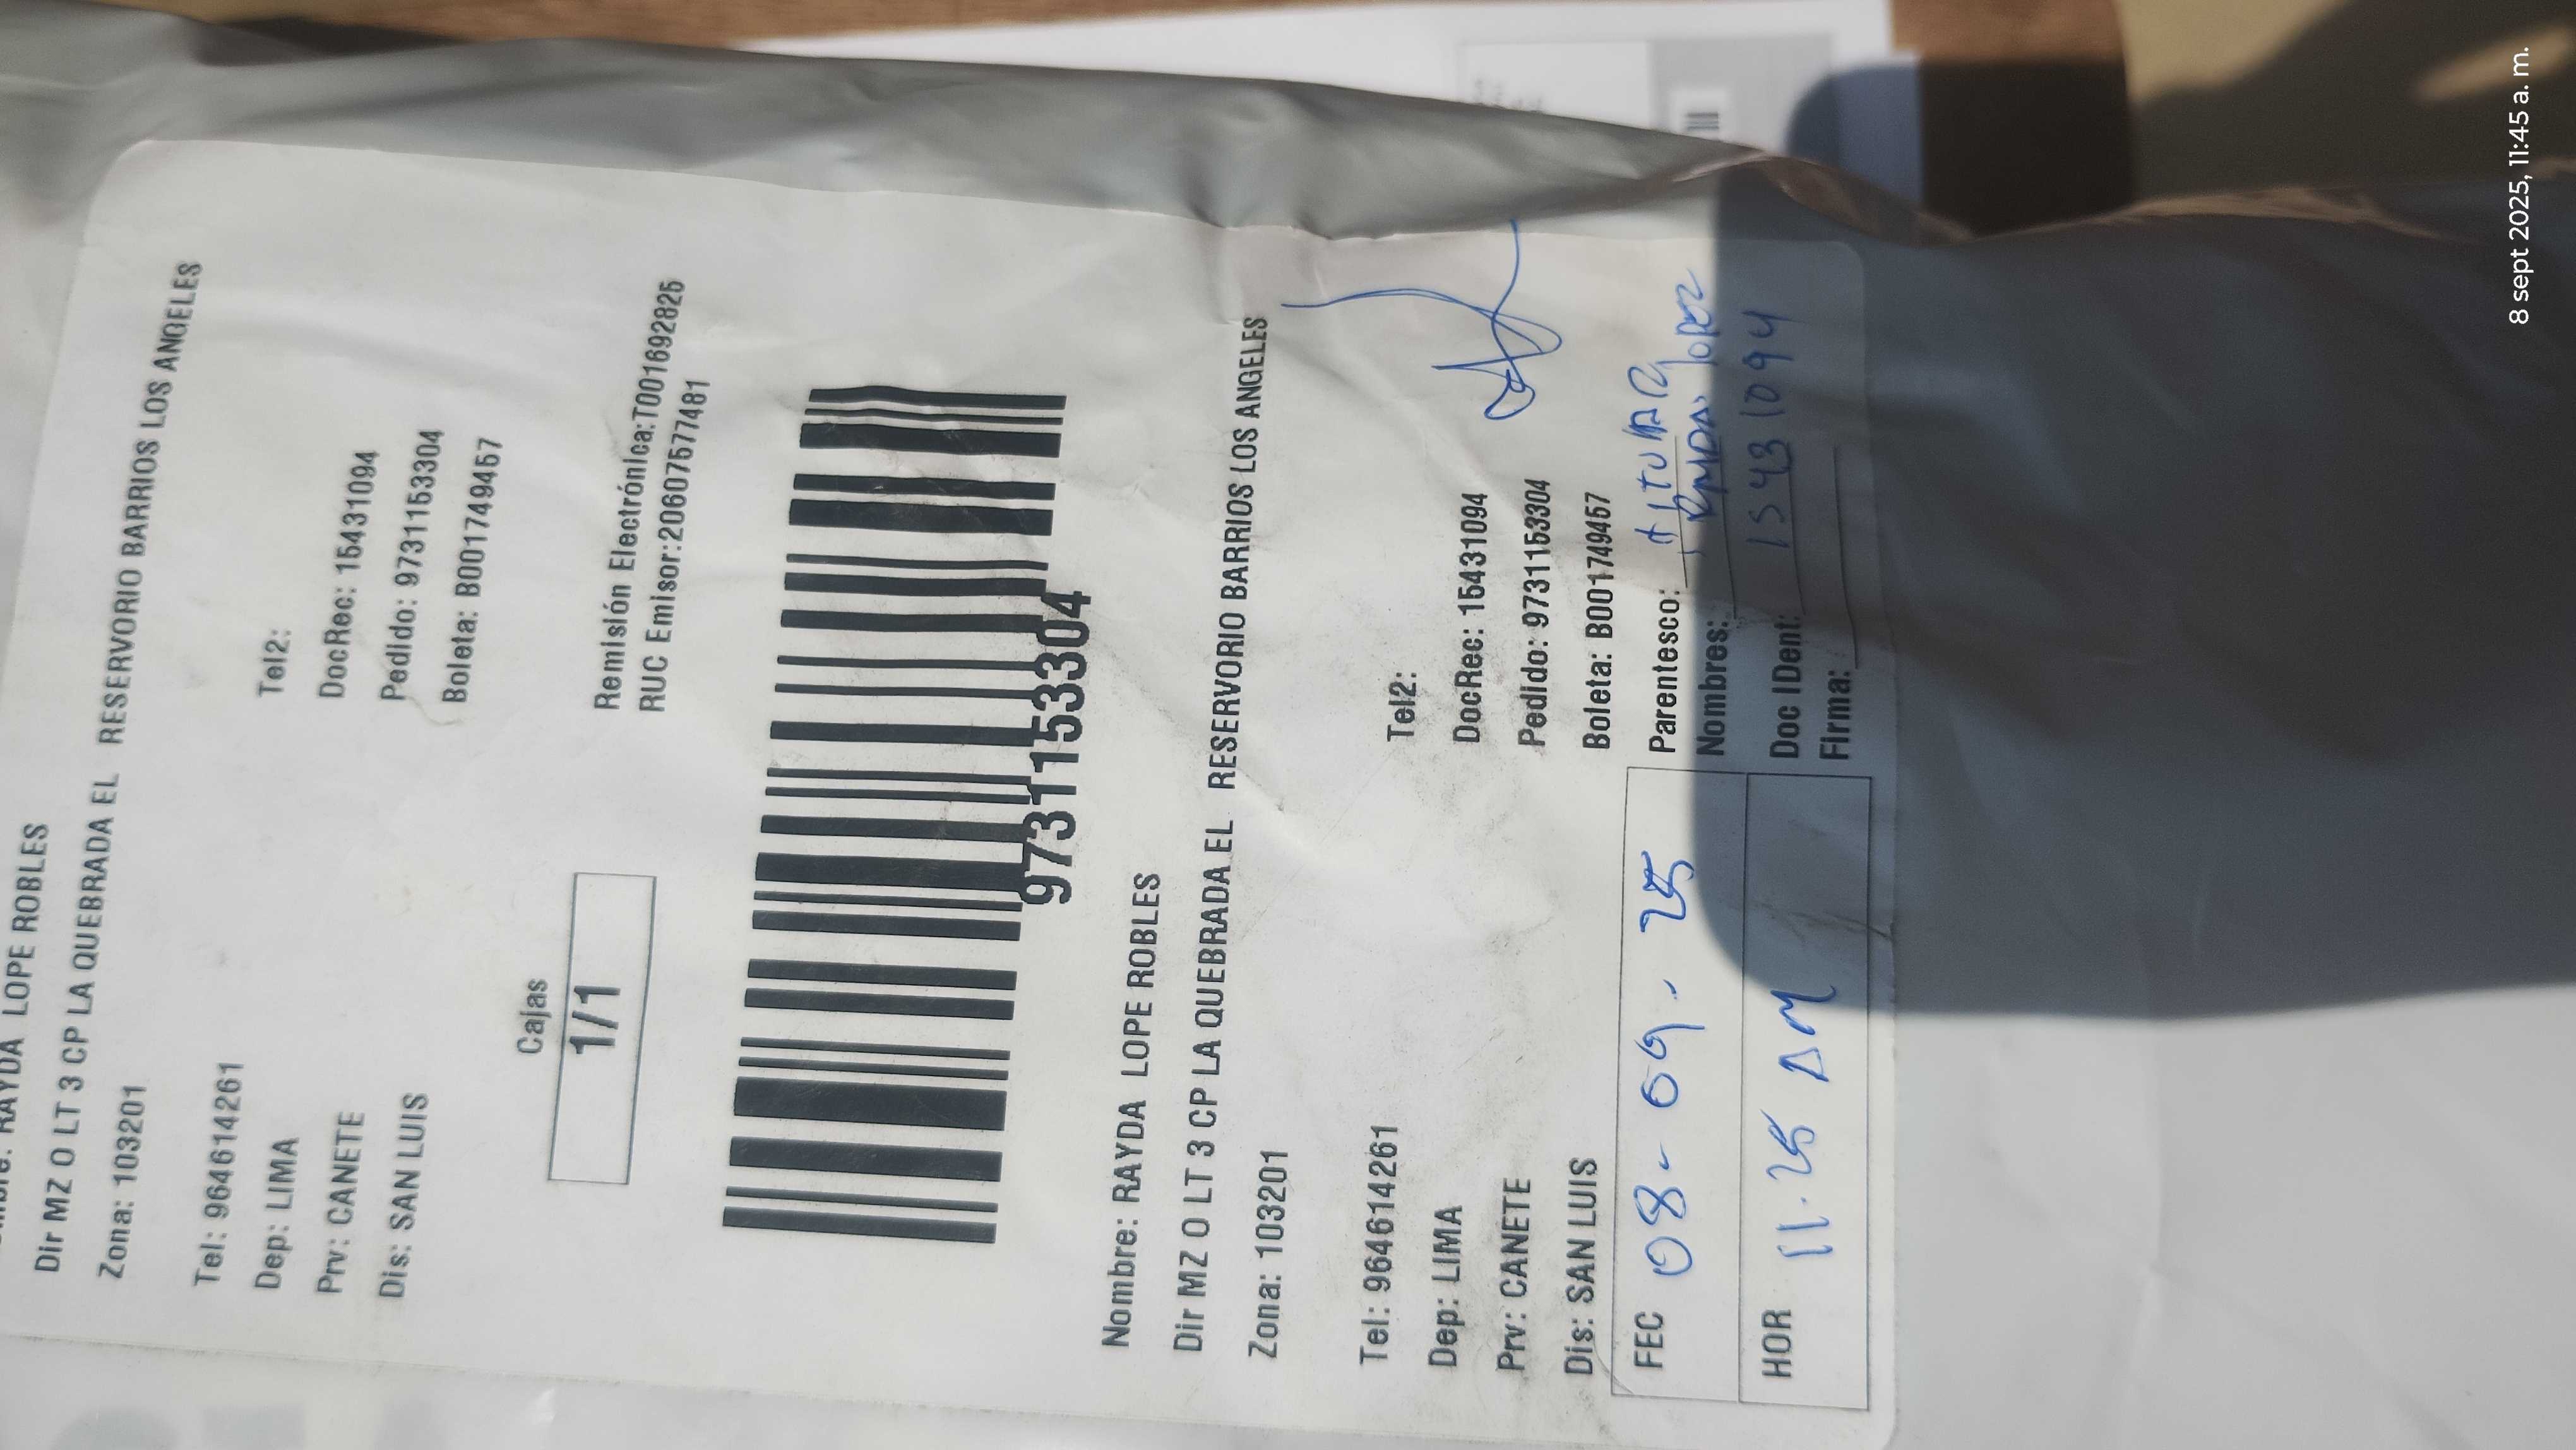 RAYDA LOPE ROBLES
Dir MZ O LT 3 CP LA QUEBRADA EL RESERVORIO BARRIOS LOS ANGELES
Zona: 103201
Tel: 964614261 Tel2:
Dep: LIMA DocRec: 15431094
Prv: CANETE Pedido: 97311533304
Dis: SAN LUIS Boleta: B001749457
Cajas
1/1
Remisión Electrónica:T001692825
RUC Emisor:20607577481
97311533304
Nombre: RAYDA LOPE ROBLES
Dir MZ O LT 3 CP LA QUEBRADA EL RESERVORIO BARRIOS LOS ANGELES
Zona: 103201
Tel: 964614261 Tel2:
Dep: LIMA DocRec: 15431094
Prv: CANETE Pedido: 97311533304
Dis: SAN LUIS Boleta: B001749457
FEC 08-09-25 Parentesco:
Nombres: lopez
HOR 11.25 AM Doc IDent: 15431094
Firma:
8 sept 2025, 11:45 a. m.